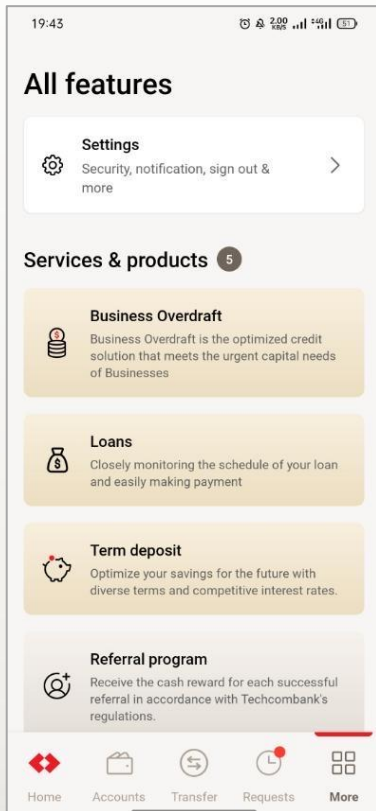 19:43
2.00 KB/S 4G 51
All features
Settings
Security, notification, sign out &
more
Services & products 5
Business Overdraft
Business Overdraft is the optimized credit
solution that meets the urgent capital needs
of Businesses
Loans
Closely monitoring the schedule of your loan
and easily making payment
Term deposit
Optimize your savings for the future with
diverse terms and competitive interest rates.
Referral program
Receive the cash reward for each successful
referral in accordance with Techcombank's
regulations.
Home Accounts Transfer Requests More